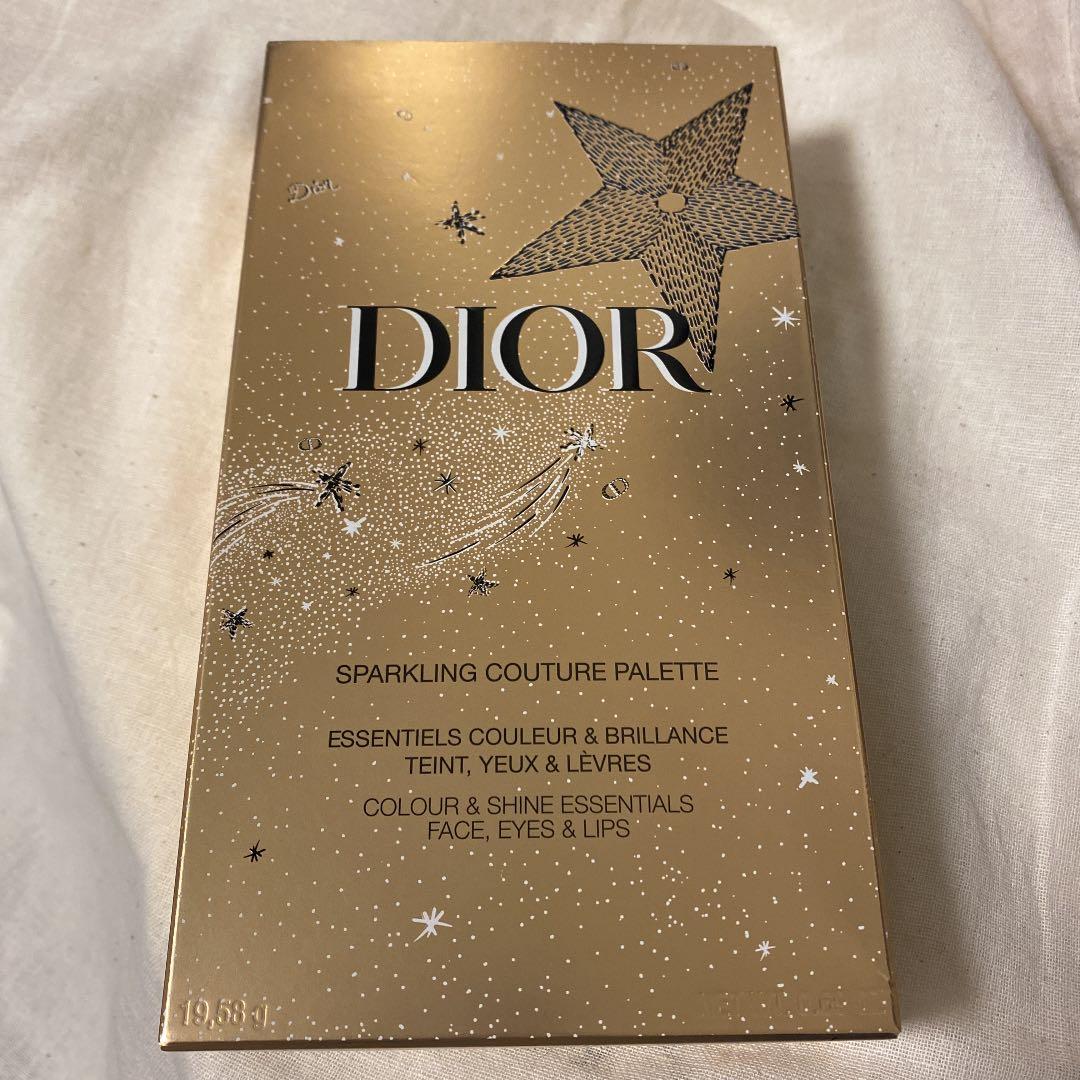 Dior
DIOR
SPARKLING COUTURE PALETTE
ESSENTIELS COULEUR & BRILLANCE
TEINT, YEUX & LÈVRES
COLOUR & SHINE ESSENTIALS
FACE, EYES & LIPS
19,58 g